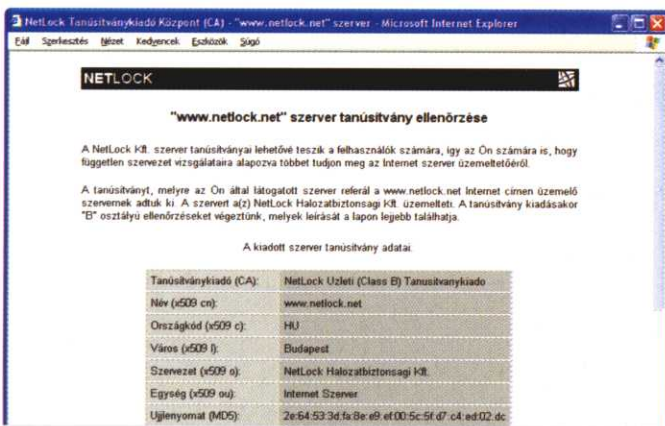 NetLock Tanúsítványkiadó Központ (CA) - "www.netlock.net" szerver - Microsoft Internet Explorer
Fájl Szerkesztés Nézet Kedvencek Eszközök Súgó
NETLOCK
"www.netlock.net" szerver tanúsítvány ellenőrzése
A NetLock Kft. szerver tanúsítványai lehetővé teszik a felhasználók számára, így az Ön számára is, hogy
független szervezet vizsgálataira alapozva többet tudjon meg az Internet szerver üzemeltetőéről.
A tanúsítványt, melyre az Ön által látogatott szerver referál a www.netlock.net Internet címen üzemelő
szervernek adtuk ki. A szervert a(z) NetLock Halozatbiztonsagi Kft. üzemelteti. A tanúsítvány kiadásakor
"B" osztályú ellenőrzéseket végeztünk, melyek leírását a lapon lejjebb találhatja.
A kiadott szerver tanúsítvány adatai:
Tanúsítványkiadó (CA): NetLock Uzleti (Class B) Tanusitvanykiado
Név (x509 cn): www.netlock.net
Országkód (x509 c): HU
Város (x509 l): Budapest
Szervezet (x509 o): NetLock Halozatbiztonsagi Kft.
Egység (x509 ou): Internet Szerver
Ujjlenyomat (MD5): 2e:64:53:3d:fa:8e:e9:ef:00:5c:5f:d7:c4:ed:02:dc